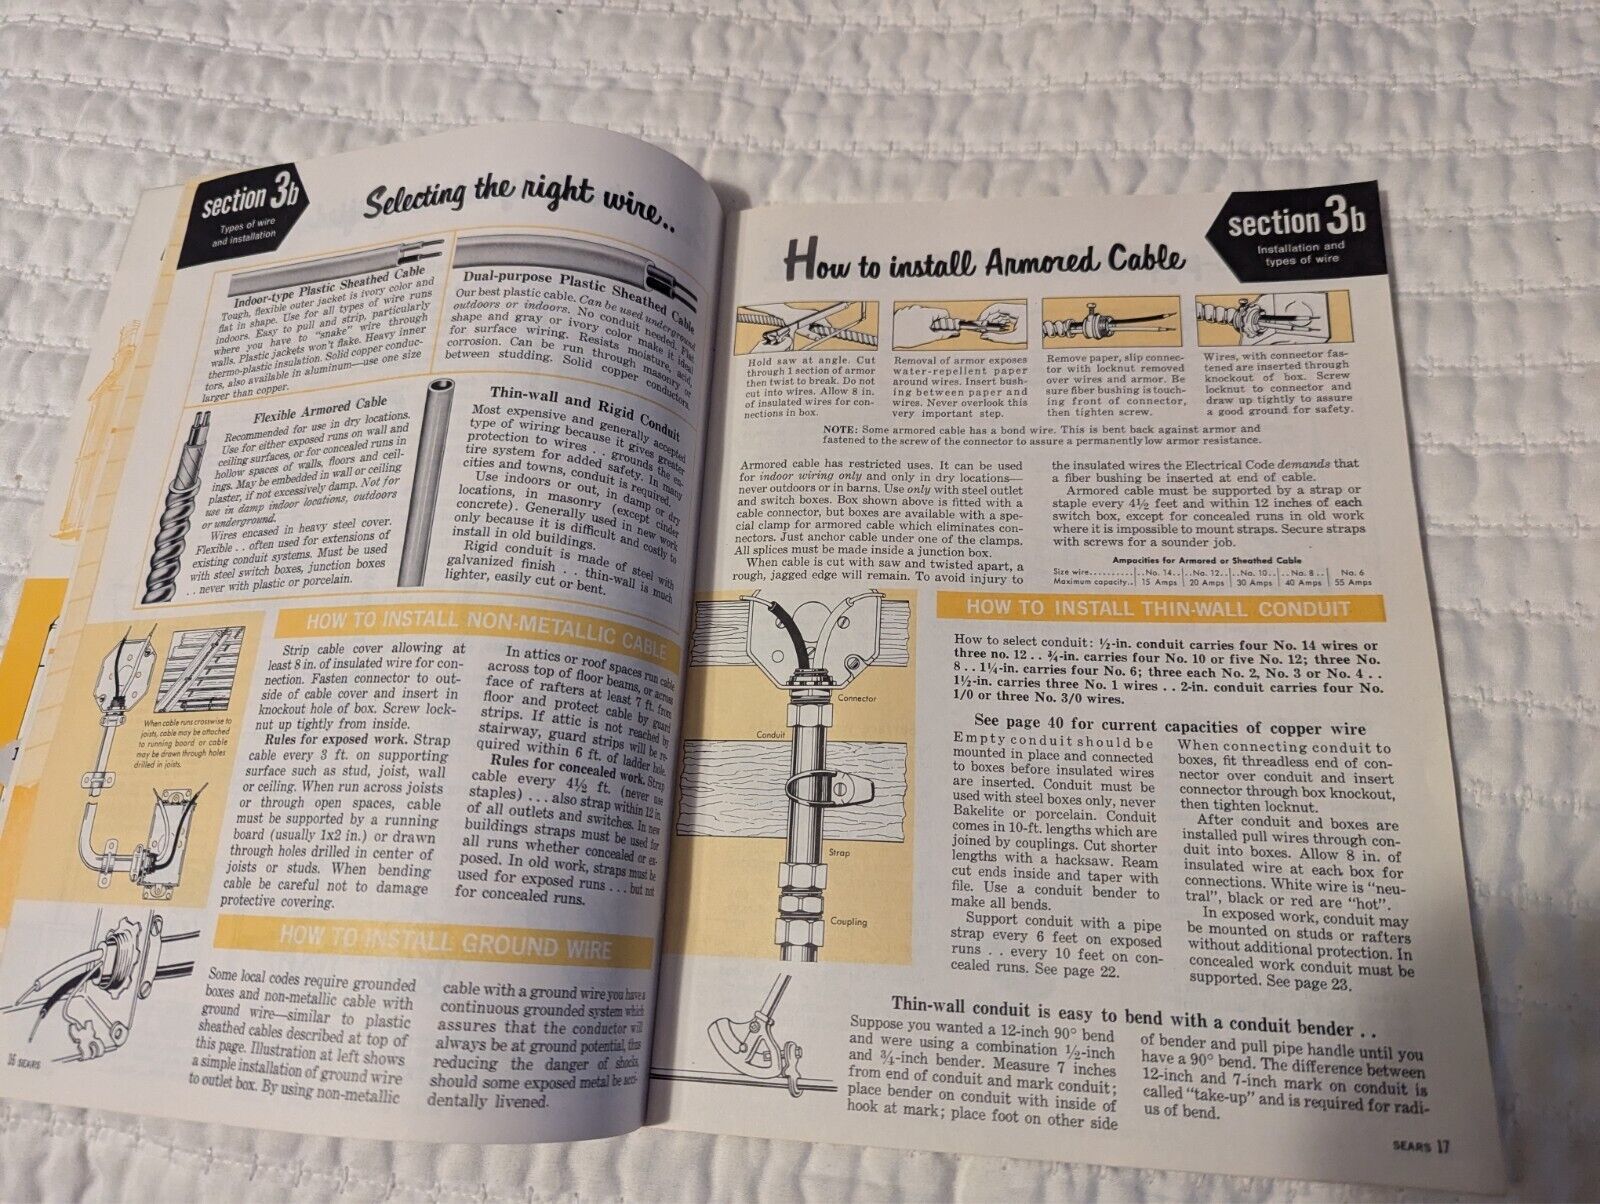 section 3b
Types of wire
and installation
Selecting the right wire..
Indoor-type Plastic Sheathed Cable
Tough, flexible outer jacket is ivory color and
flat in shape. Use for all types of wire runs
indoors. Easy to pull and strip, particularly
where you have to "snake" wire through
walls. Plastic jackets won't flake. Heavy inner
thermo-plastic insulation. Solid copper conduc-
tors, also available in aluminum—use one size
larger than copper.
Dual-purpose Plastic Sheathed Cable
Our best plastic cable. Can be used underground
outdoors or indoors. No conduit needed. Flat
shape and gray or ivory color make it ideal
for surface wiring. Resists moisture, acid,
corrosion. Can be run through masonry or
between studding. Solid copper conductors.
Flexible Armored Cable
Recommended for use in dry locations.
Use for either exposed runs on wall and
ceiling surfaces, or for concealed runs in
hollow spaces of walls, floors and ceil-
ings. May be embedded in wall or ceiling
plaster, if not excessively damp. Not for
use in damp indoor locations, outdoors
or underground.
Wires encased in heavy steel cover.
Flexible . . often used for extensions of
existing conduit systems. Must be used
with steel switch boxes, junction boxes
. . never with plastic or porcelain.
Thin-wall and Rigid Conduit
Most expensive and generally accepted
type of wiring because it gives greater
protection to wires . . grounds the en-
tire system for added safety. In many
cities and towns, conduit is required.
Use indoors or out, in damp or dry
locations, in masonry (except cinder
concrete). Generally used in new work
only because it is difficult and costly to
install in old buildings.
Rigid conduit is made of steel with
galvanized finish . . thin-wall is much
lighter, easily cut or bent.
HOW TO INSTALL NON-METALLIC CABLE
When cable runs crosswise to
joists, cable may be attached
to running board or cable
may be drawn through holes
drilled in joists.
Strip cable cover allowing at
least 8 in. of insulated wire for con-
nection. Fasten connector to out-
side of cable cover and insert in
knockout hole of box. Screw lock-
nut up tightly from inside.
Rules for exposed work. Strap
cable every 3 ft. on supporting
surface such as stud, joist, wall
or ceiling. When run across joists
or through open spaces, cable
must be supported by a running
board (usually 1x2 in.) or drawn
through holes drilled in center of
joists or studs. When bending
cable be careful not to damage
protective covering.
In attics or roof spaces run cable
across top of floor beams, or across
face of rafters at least 7 ft. from
floor and protect cable by guard
strips. If attic is not reached by
stairway, guard strips will be re-
quired within 6 ft. of ladder hole.
Rules for concealed work. Strap
cable every 4½ ft. (never use
staples) . . . also strap within 12 in.
of all outlets and switches. In new
buildings straps must be used for
all runs whether concealed or ex-
posed. In old work, straps must be
used for exposed runs . . . but not
for concealed runs.
HOW TO INSTALL GROUND WIRE
Some local codes require grounded
boxes and non-metallic cable with
ground wire—similar to plastic
sheathed cables described at top of
this page. Illustration at left shows
a simple installation of ground wire
to outlet box. By using non-metallic
cable with a ground wire you have a
continuous grounded system which
assures that the conductor will
always be at ground potential, thus
reducing the danger of shocks,
should some exposed metal be acci-
dentally livened.
16 SEARS
How to install Armored Cable
section 3b
Installation and
types of wire
Hold saw at angle. Cut
through 1 section of armor
then twist to break. Do not
cut into wires. Allow 8 in.
of insulated wires for con-
nections in box.
Removal of armor exposes
water-repellent paper
around wires. Insert bush-
ing between paper and
wires. Never overlook this
very important step.
Remove paper, slip connec-
tor with locknut removed
over wires and armor. Be
sure fiber bushing is touch-
ing front of connector,
then tighten screw.
Wires, with connector fas-
tened are inserted through
knockout of box. Screw
locknut to connector and
draw up tightly to assure
a good ground for safety.
NOTE: Some armored cable has a bond wire. This is bent back against armor and
fastened to the screw of the connector to assure a permanently low armor resistance.
Armored cable has restricted uses. It can be used
for indoor wiring only and only in dry locations—
never outdoors or in barns. Use only with steel outlet
and switch boxes. Box shown above is fitted with a
cable connector, but boxes are available with a spe-
cial clamp for armored cable which eliminates con-
nectors. Just anchor cable under one of the clamps.
All splices must be made inside a junction box.
When cable is cut with saw and twisted apart, a
rough, jagged edge will remain. To avoid injury to
the insulated wires the Electrical Code demands that
a fiber bushing be inserted at end of cable.
Armored cable must be supported by a strap or
staple every 4½ feet and within 12 inches of each
switch box, except for concealed runs in old work
where it is impossible to mount straps. Secure straps
with screws for a sounder job.
Ampacities for Armored or Sheathed Cable
Size wire..........|..No. 14..|..No. 12..|..No. 10..|..No. 8..|. No. 6
Maximum capacity..| 15 Amps | 20 Amps | 30 Amps | 40 Amps | 55 Amps
Connector
Conduit
Strap
Coupling
HOW TO INSTALL THIN-WALL CONDUIT
How to select conduit: ½-in. conduit carries four No. 14 wires or
three no. 12 . . ¾-in. carries four No. 10 or five No. 12; three No.
8 . . 1¼-in. carries four No. 6; three each No. 2, No. 3 or No. 4 . .
1½-in. carries three No. 1 wires . . 2-in. conduit carries four No.
1/0 or three No. 3/0 wires.
See page 40 for current capacities of copper wire
Empty conduit should be
mounted in place and connected
to boxes before insulated wires
are inserted. Conduit must be
used with steel boxes only, never
Bakelite or porcelain. Conduit
comes in 10-ft. lengths which are
joined by couplings. Cut shorter
lengths with a hacksaw. Ream
cut ends inside and taper with
file. Use a conduit bender to
make all bends.
Support conduit with a pipe
strap every 6 feet on exposed
runs . . every 10 feet on con-
cealed runs. See page 22.
When connecting conduit to
boxes, fit threadless end of con-
nector over conduit and insert
connector through box knockout,
then tighten locknut.
After conduit and boxes are
installed pull wires through con-
duit into boxes. Allow 8 in. of
insulated wire at each box for
connections. White wire is "neu-
tral", black or red are "hot".
In exposed work, conduit may
be mounted on studs or rafters
without additional protection. In
concealed work conduit must be
supported. See page 23.
Thin-wall conduit is easy to bend with a conduit bender . .
Suppose you wanted a 12-inch 90° bend
and were using a combination ½-inch
and ¾-inch bender. Measure 7 inches
from end of conduit and mark conduit;
place bender on conduit with inside of
hook at mark; place foot on other side
of bender and pull pipe handle until you
have a 90° bend. The difference between
12-inch and 7-inch mark on conduit is
called "take-up" and is required for radi-
us of bend.
SEARS 17